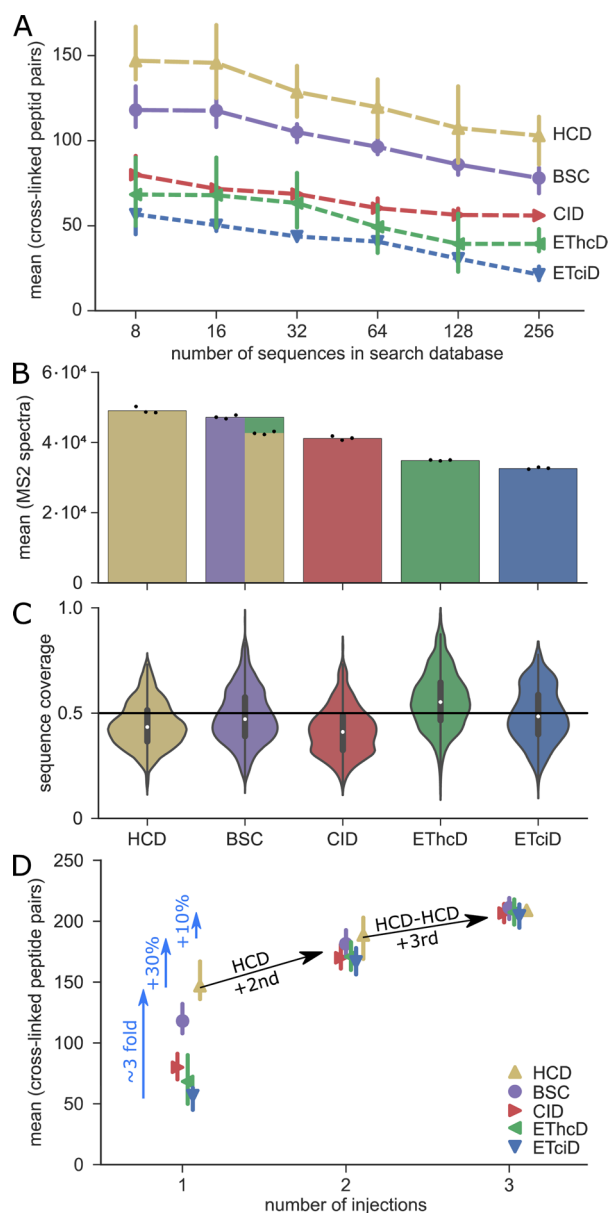 A
mean (cross-linked peptid pairs)
150
100
50
0
HCD
BSC
CID
EThcD
ETciD
8
16
32
64
128
256
number of sequences in search database
B
mean (MS2 spectra)
6·10⁴
4·10⁴
2·10⁴
0
C
sequence coverage
1.0
0.5
0
HCD
BSC
CID
EThcD
ETciD
D
mean (cross-linked peptide pairs)
250
200
150
100
50
0
~3 fold
+30%
+10%
HCD
+2nd
HCD-HCD
+3rd
HCD
BSC
CID
EThcD
ETciD
1
2
3
number of injections